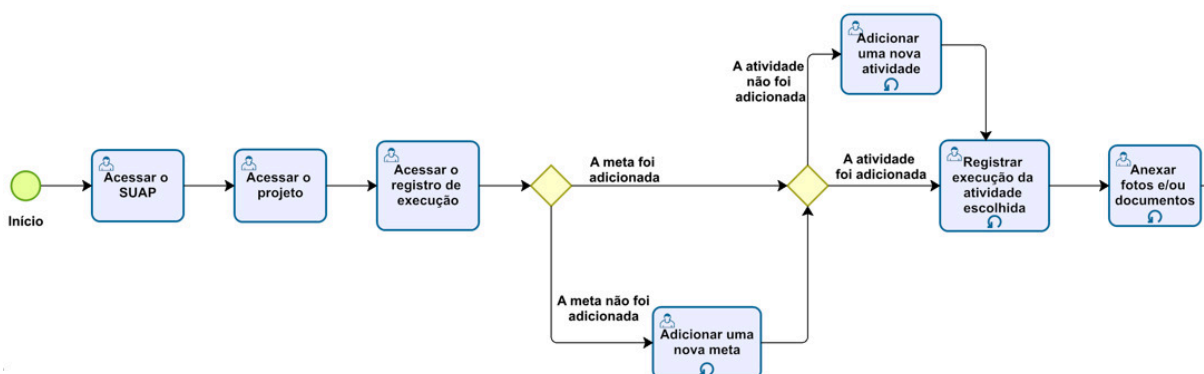 Início
Acessar o
SUAP
Acessar o
projeto
Acessar o
registro de
execução
A meta foi
adicionada
A meta não foi
adicionada
Adicionar uma
nova meta
A atividade
não foi
adicionada
Adicionar
uma nova
atividade
A atividade
foi adicionada
Registrar
execução da
atividade
escolhida
Anexar
fotos e/ou
documentos